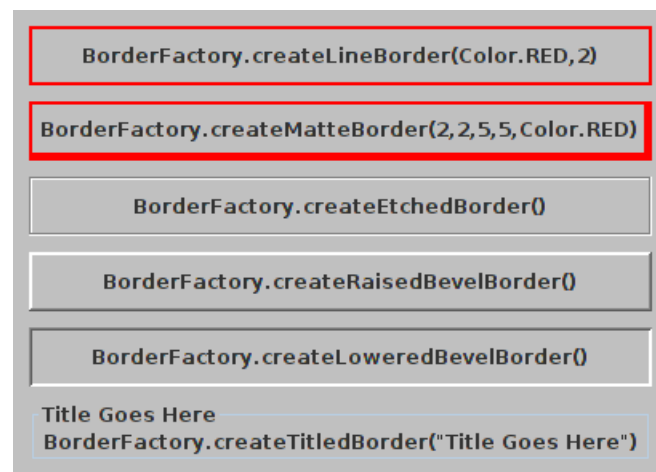 BorderFactory.createLineBorder(Color.RED,2)
BorderFactory.createMatteBorder(2,2,5,5,Color.RED)
BorderFactory.createEtchedBorder()
BorderFactory.createRaisedBevelBorder()
BorderFactory.createLoweredBevelBorder()
Title Goes Here
BorderFactory.createTitledBorder("Title Goes Here")